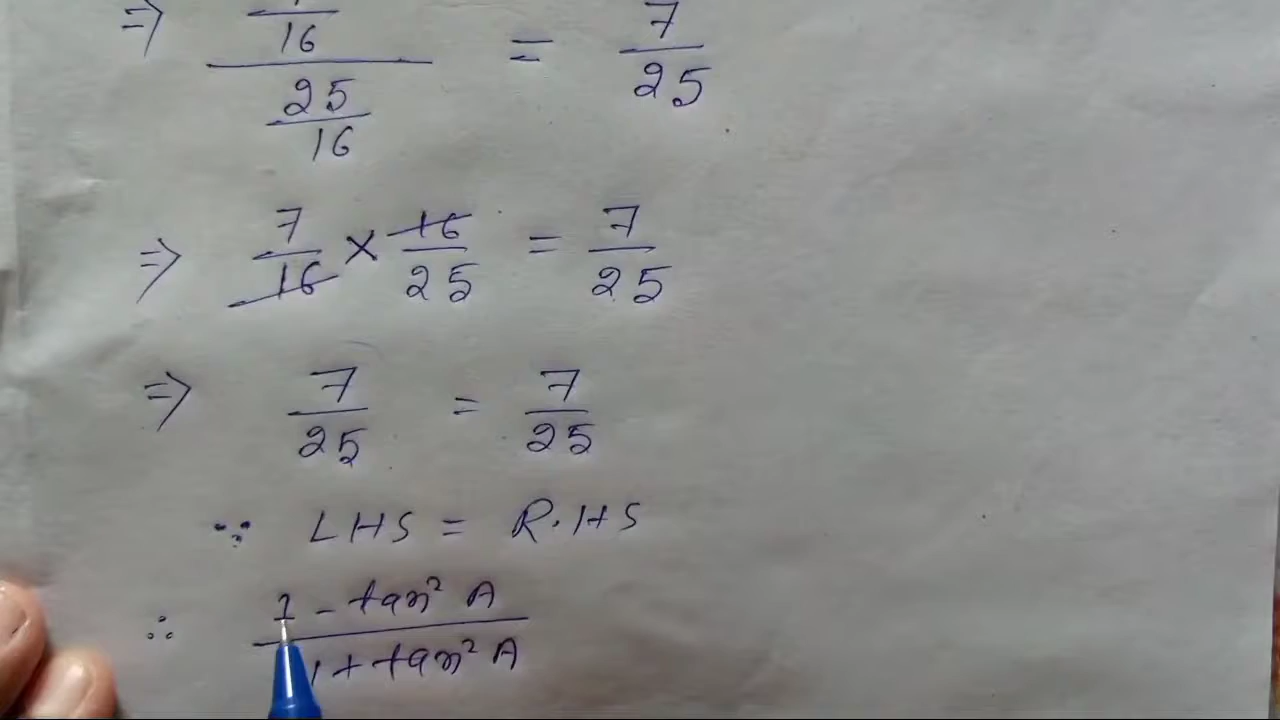 ⇒ 7/16 / 25/16 = 7/25
⇒ 7/16 × 16/25 = 7/25
⇒ 7/25 = 7/25
∵ LHS = R.HS
∴ 1 - tan² A / 1 + tan² A